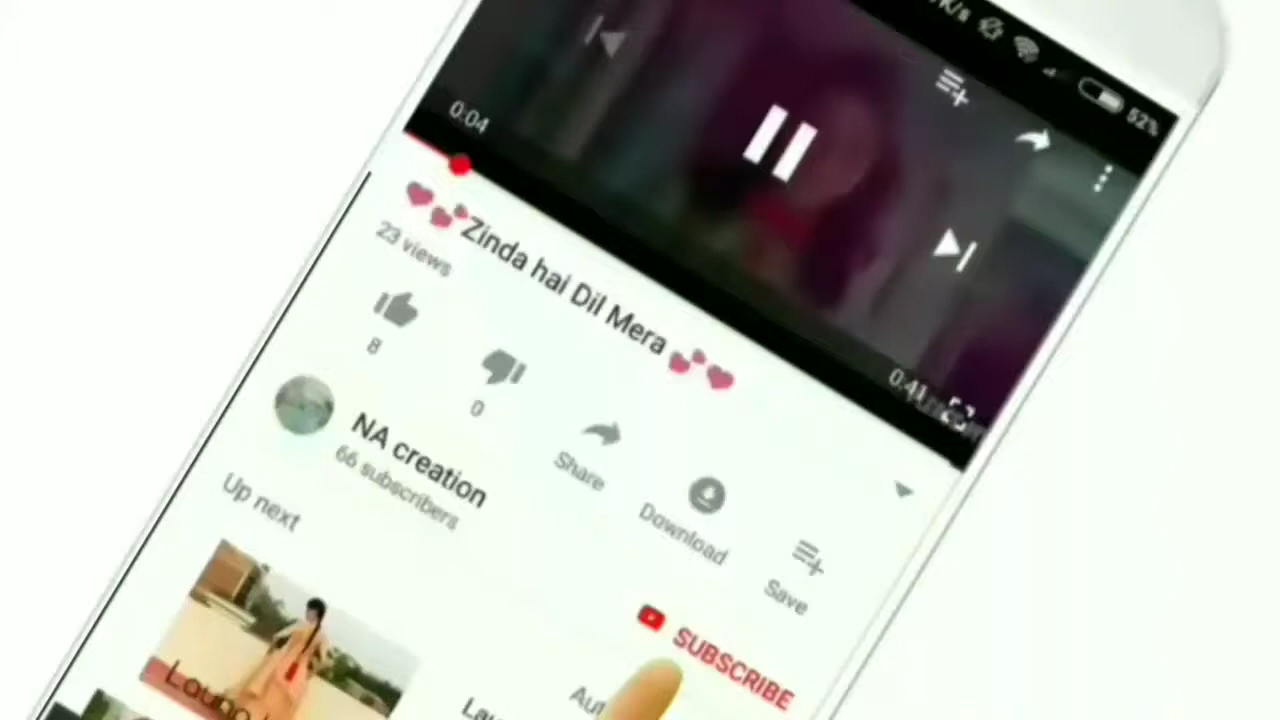 K/s
52%
0:04
0:41
💕Zinda hai Dil Mera 💕
23 views
8
0
Share
Download
Save
NA creation
66 subscribers
SUBSCRIBE
Up next